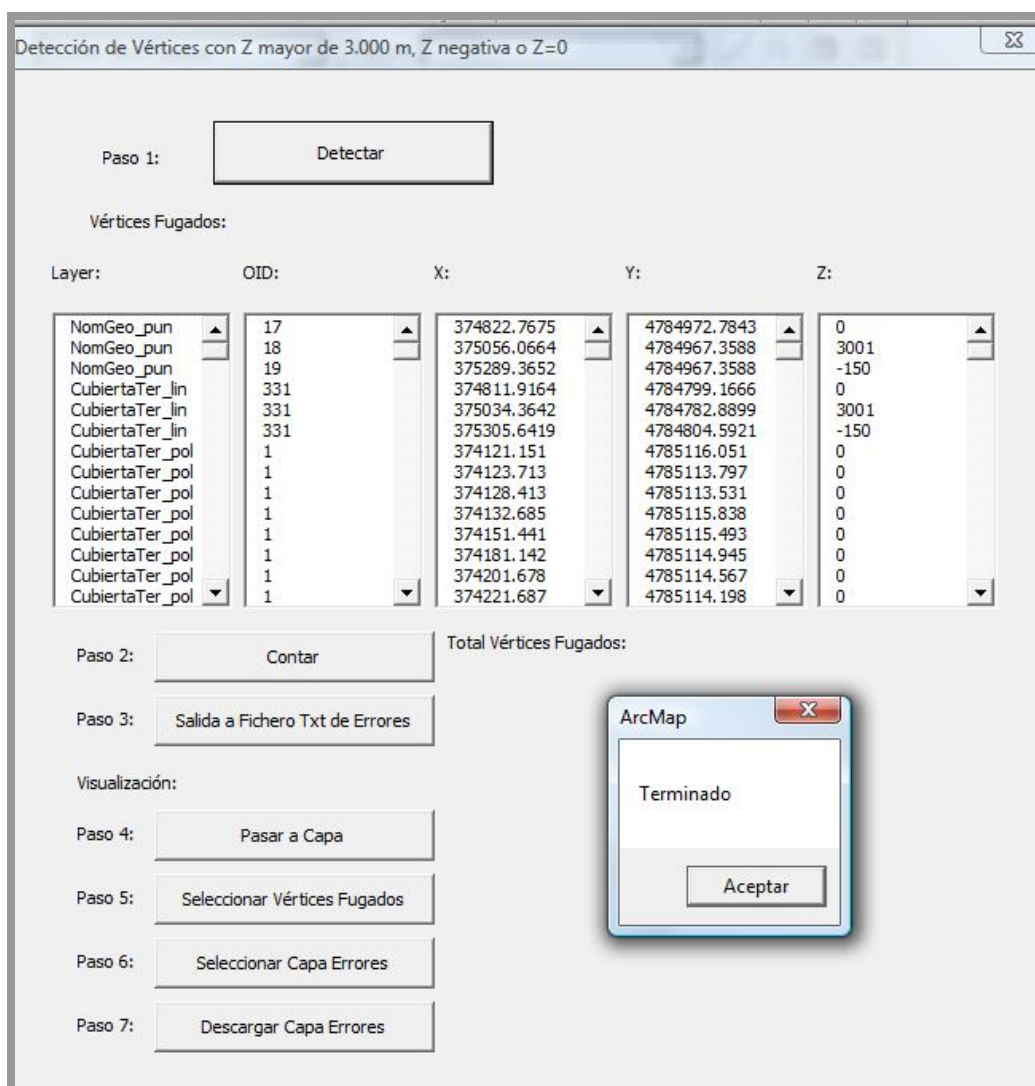 Detección de Vértices con Z mayor de 3.000 m, Z negativa o Z=0
Paso 1: Detectar
Vértices Fugados:
Layer: OID: X: Y: Z:
NomGeo_pun 17 374822.7675 4784972.7843 0
NomGeo_pun 18 375056.0664 4784967.3588 3001
NomGeo_pun 19 375289.3652 4784967.3588 -150
CubiertaTer_lin 331 374811.9164 4784799.1666 0
CubiertaTer_lin 331 375034.3642 4784782.8899 3001
CubiertaTer_lin 331 375305.6419 4784804.5921 -150
CubiertaTer_pol 1 374121.151 4785116.051 0
CubiertaTer_pol 1 374123.713 4785113.797 0
CubiertaTer_pol 1 374128.413 4785113.531 0
CubiertaTer_pol 1 374132.685 4785115.838 0
CubiertaTer_pol 1 374151.441 4785115.493 0
CubiertaTer_pol 1 374181.142 4785114.945 0
CubiertaTer_pol 1 374201.678 4785114.567 0
CubiertaTer_pol 1 374221.687 4785114.198 0
Paso 2: Contar Total Vértices Fugados:
Paso 3: Salida a Fichero Txt de Errores
Visualización:
Paso 4: Pasar a Capa
Paso 5: Seleccionar Vértices Fugados
Paso 6: Seleccionar Capa Errores
Paso 7: Descargar Capa Errores
ArcMap
Terminado
Aceptar